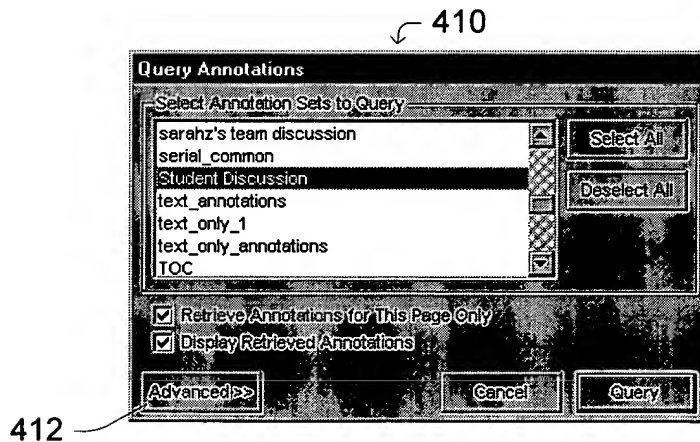 410
Query Annotations
Select Annotation Sets to Query
sarahz's team discussion
serial_common
Student Discussion
text_annotations
text_only_1
text_only_annotations
TOC
Select All
Deselect All
Retrieve Annotations for This Page Only
Display Retrieved Annotations
Advanced >>
Cancel
Query
412